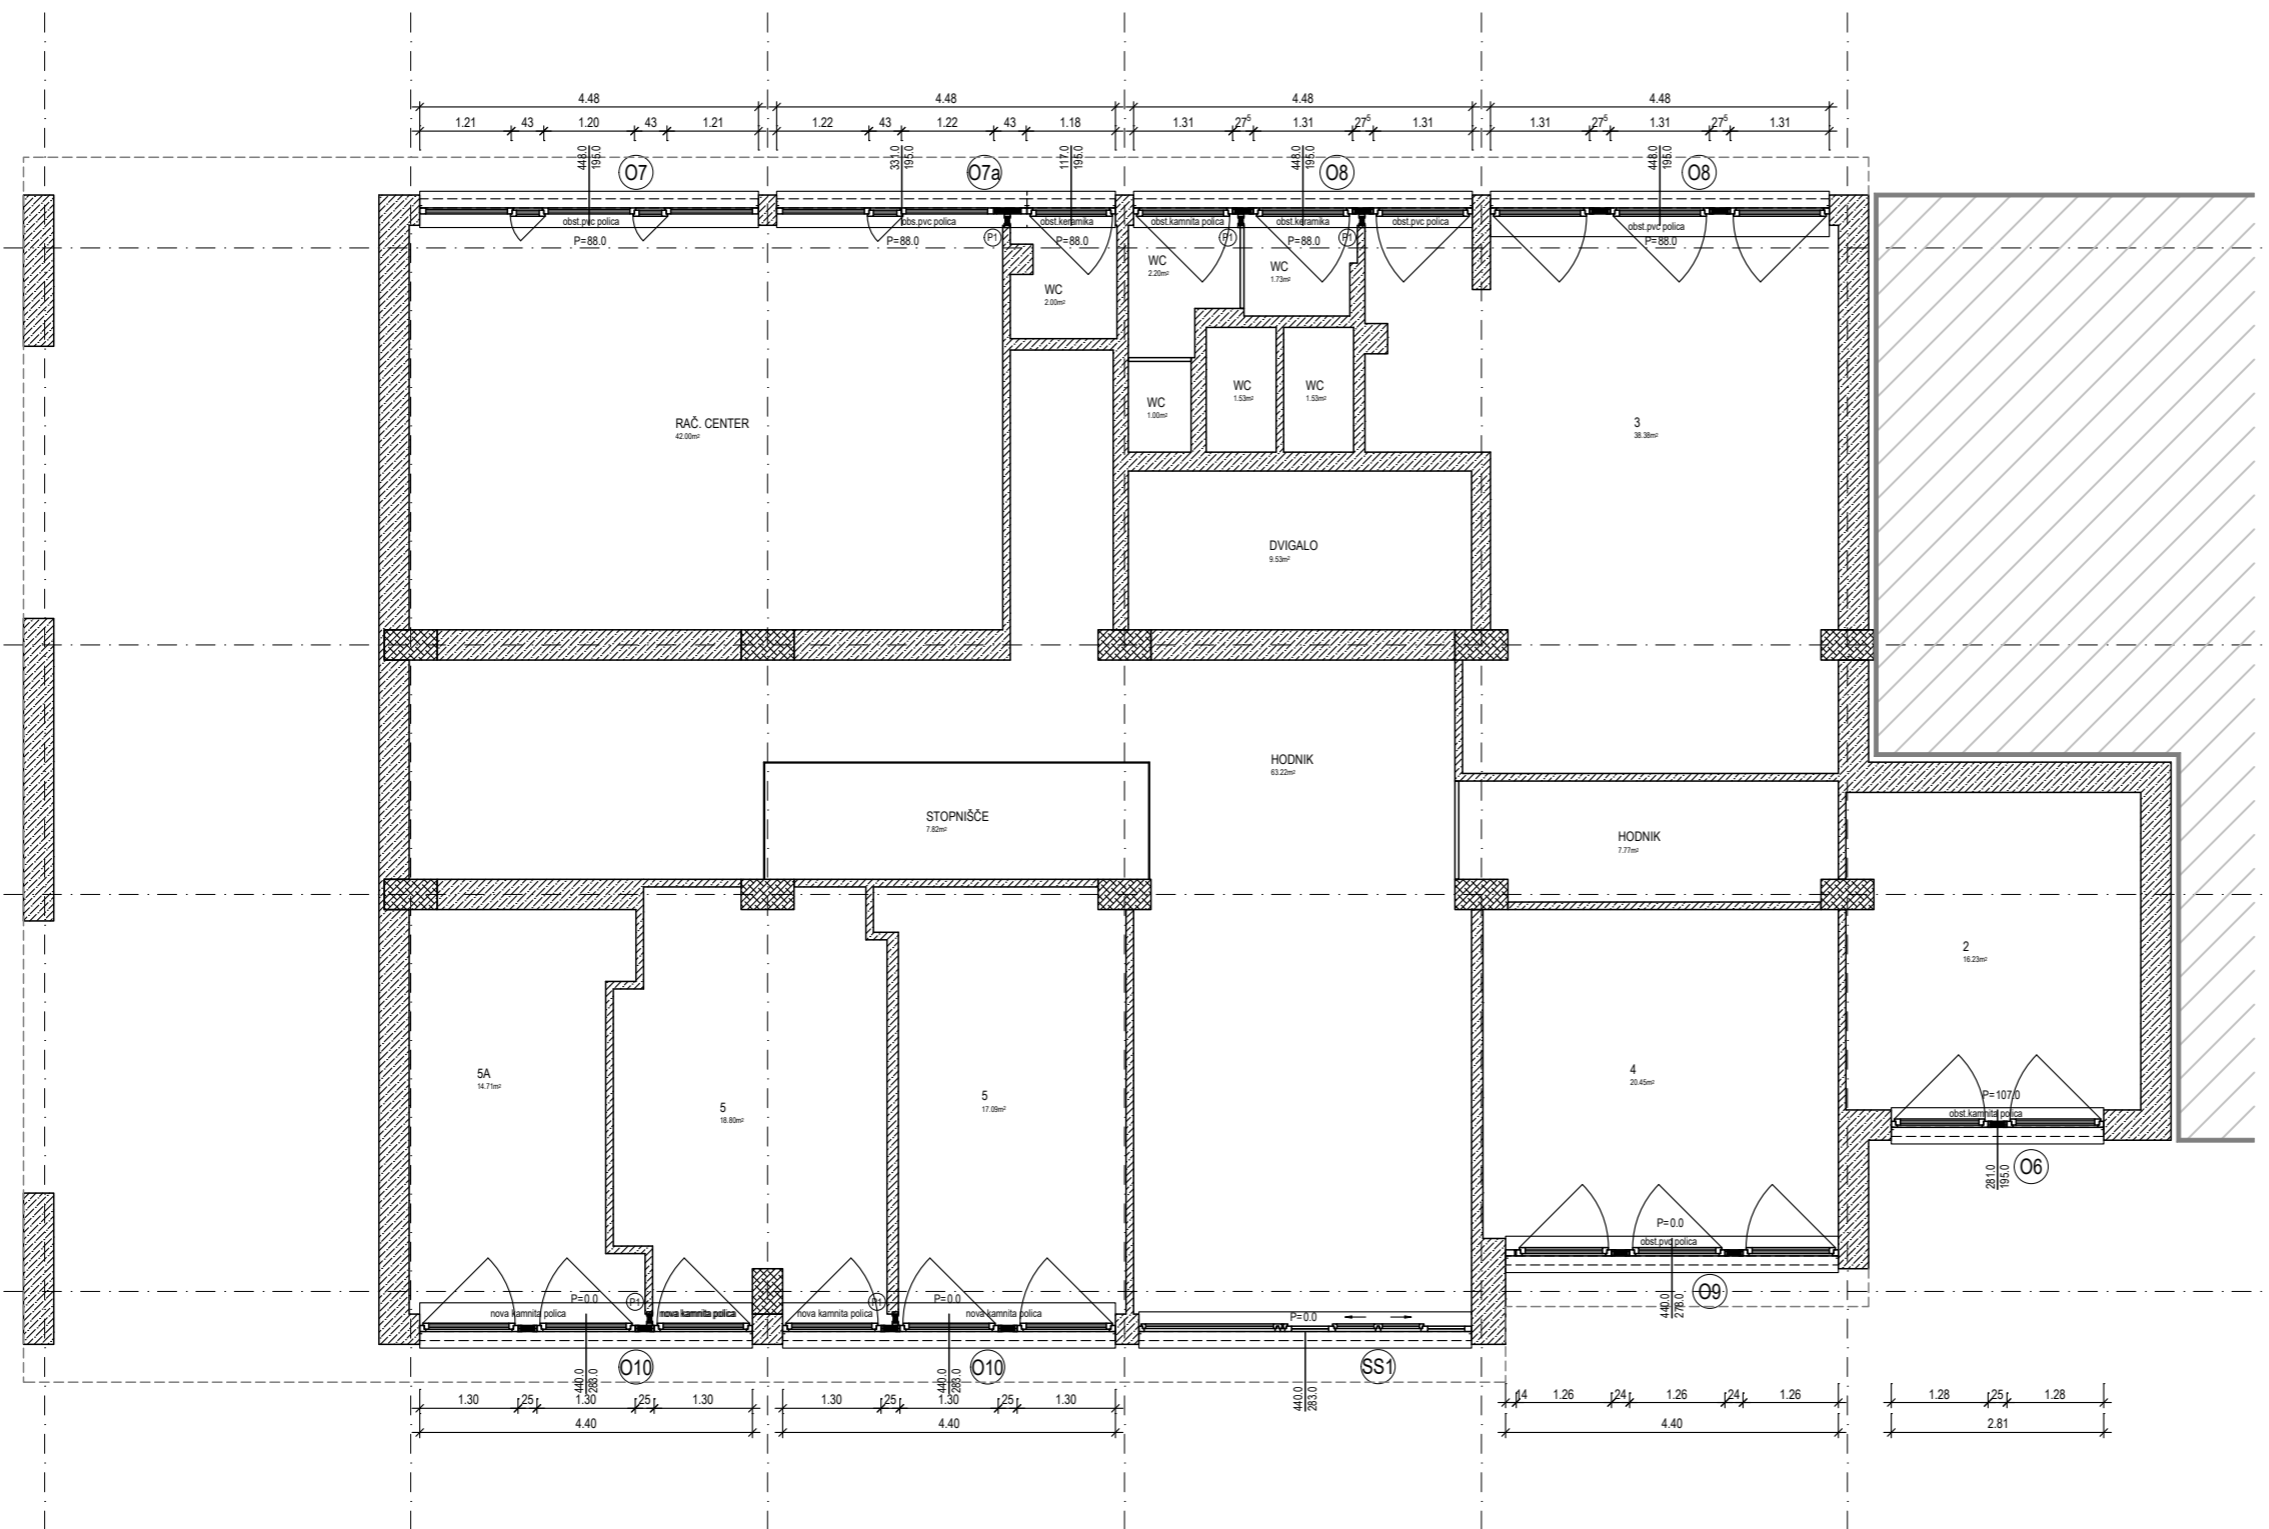 4.48 4.48 4.48 4.48
1.21 43 1.20 43 1.21 1.22 43 1.22 43 1.18 1.31 27⁵ 1.31 27⁵ 1.31 1.31 27⁵ 1.31 27⁵ 1.31
448.0 195.0 O7 331.0 195.0 O7a 117.0 195.0 448.0 195.0 O8 448.0 195.0 O8
obst.pvc polica obs.pvc polica obst.keramika obst.kamnita polica obst.keramika obst.pvc polica obst.pvc polica
P=88.0 P=88.0 P1 P=88.0 P1 P=88.0 P1 P=88.0
WC
2.20m²
WC
1.73m²
WC
2.00m²
WC
1.53m²
WC
1.53m²
WC
1.00m²
RAČ. CENTER
42.00m²
3
38.38m²
DVIGALO
9.53m²
HODNIK
63.22m²
STOPNIŠČE
7.82m²
HODNIK
7.77m²
2
16.23m²
5A
14.71m²
5
18.80m²
5
17.09m²
4
20.45m²
P=107.0
obst.kamnita polica
281.0 195.0 O6
P=0.0
obst.pvc polica
440.0 278.0 O9
P=0.0 P1 P1 P=0.0
nova kamnita polica nova kamnita polica nova kamnita polica nova kamnita polica
P=0.0
440.0 283.0 O10 440.0 283.0 O10 440.0 283.0 SS1
1.30 25 1.30 25 1.30 1.30 25 1.30 25 1.30 14 1.26 24 1.26 24 1.26 1.28 25 1.28
4.40 4.40 4.40 2.81